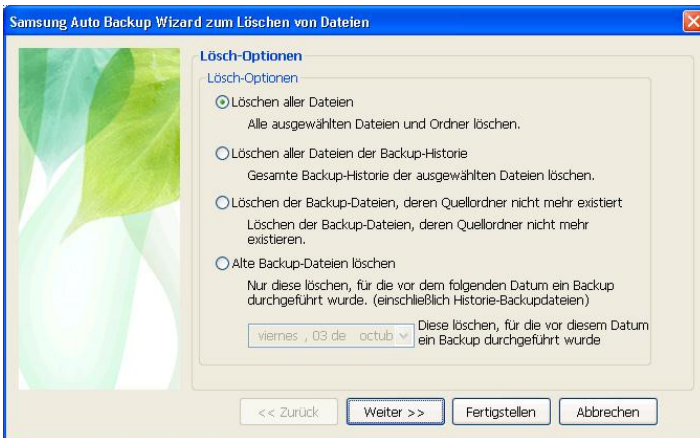 Samsung Auto Backup Wizard zum Löschen von Dateien
Lösch-Optionen
Lösch-Optionen
Löschen aller Dateien
Alle ausgewählten Dateien und Ordner löschen.
Löschen aller Dateien der Backup-Historie
Gesamte Backup-Historie der ausgewählten Dateien löschen.
Löschen der Backup-Dateien, deren Quellordner nicht mehr existiert
Löschen der Backup-Dateien, deren Quellordner nicht mehr
existieren.
Alte Backup-Dateien löschen
Nur diese löschen, für die vor dem folgenden Datum ein Backup
durchgeführt wurde. (einschließlich Historie-Backupdateien)
viernes , 03 de octub
Diese löschen, für die vor diesem Datum
ein Backup durchgeführt wurde
<< Zurück
Weiter >>
Fertigstellen
Abbrechen